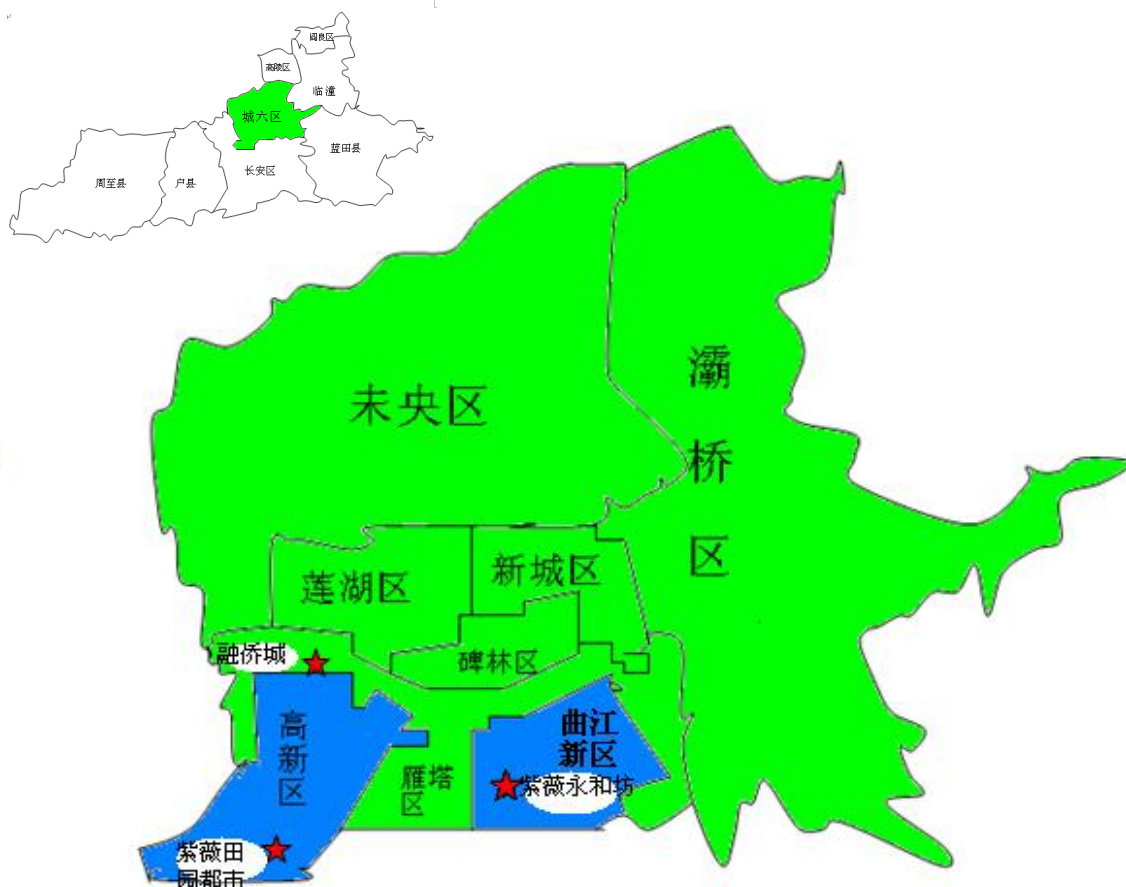 阎良区
高陵区
临潼
城六区
蓝田县
长安区
周至县
户县
未央区
灞
桥
区
莲湖区
新城区
碑林区
融侨城
高
新
区
雁塔
区
曲江
新区
紫薇永和坊
紫薇田
园都市